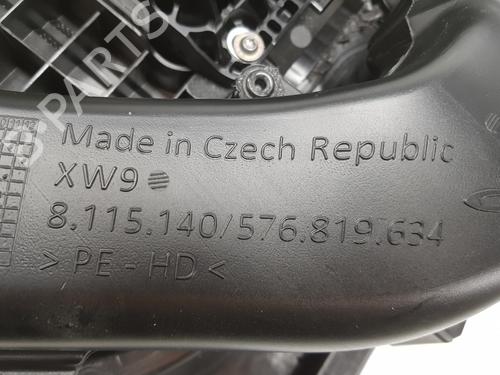 Made in Czech Republic
XW9
8.115.140/576.819.634
> PE - HD <